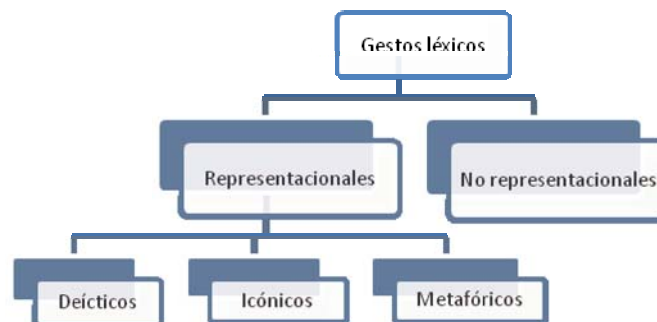 Gestos léxicos
Representacionales
No representacionales
Deícticos
Icónicos
Metafóricos